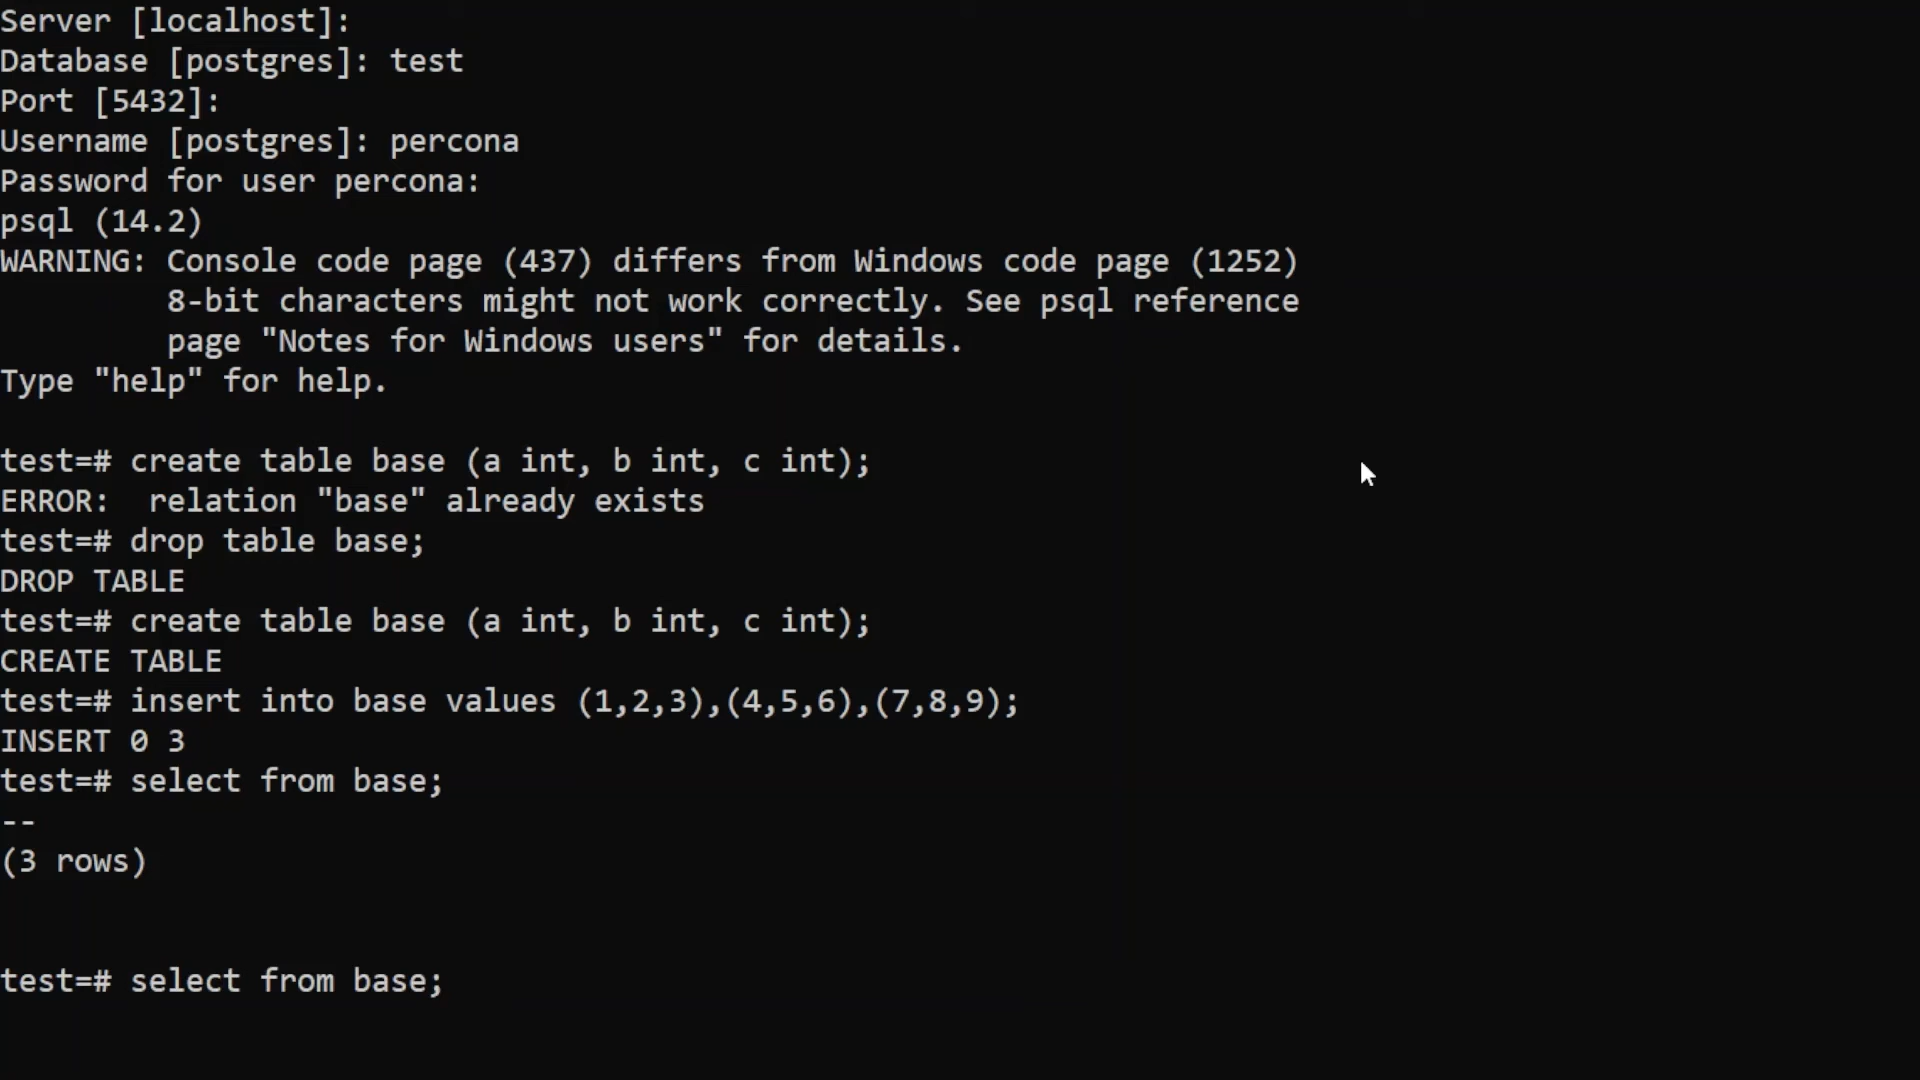 Server [localhost]:
Database [postgres]: test
Port [5432]:
Username [postgres]: percona
Password for user percona:
psql (14.2)
WARNING: Console code page (437) differs from Windows code page (1252)
         8-bit characters might not work correctly. See psql reference
         page "Notes for Windows users" for details.
Type "help" for help.

test=# create table base (a int, b int, c int);
ERROR:  relation "base" already exists
test=# drop table base;
DROP TABLE
test=# create table base (a int, b int, c int);
CREATE TABLE
test=# insert into base values (1,2,3),(4,5,6),(7,8,9);
INSERT 0 3
test=# select from base;
--
(3 rows)


test=# select from base;